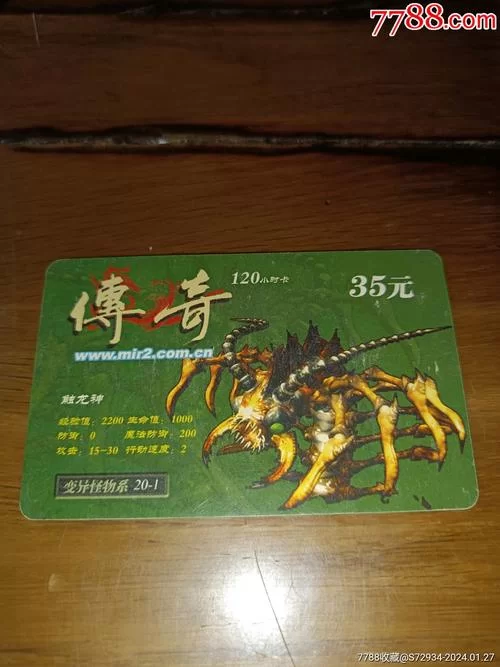 7788.com
傳奇
120小时卡
35元
www.mir2.com.cn
触龙神
经验值：2200 生命值：1000
防御：0 魔法防御：200
攻击：15-30 行动速度：2
变异怪物系 20-1
7788收藏@S72934-2024.01.27